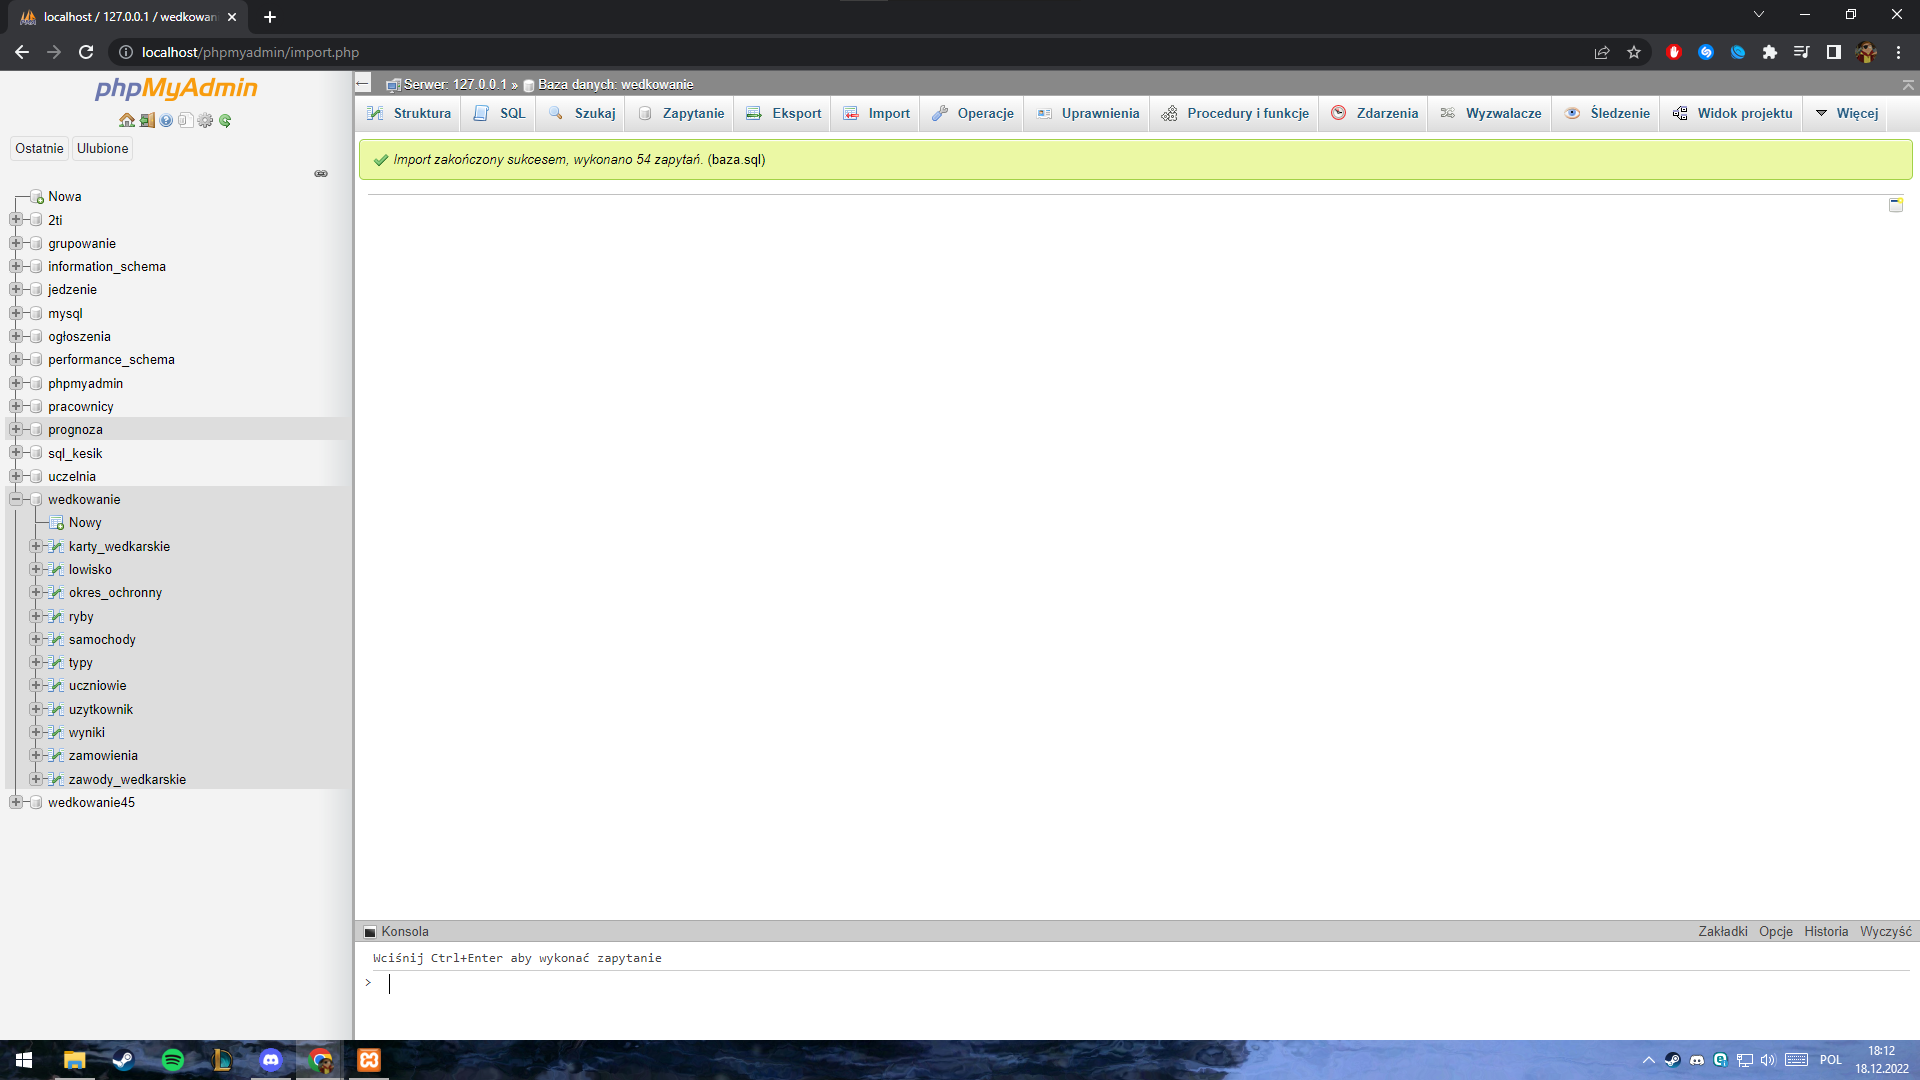 localhost / 127.0.0.1 / wedkowani
localhost/phpmyadmin/import.php
phpMyAdmin
Ostatnie Ulubione
Nowa
2ti
grupowanie
information_schema
jedzenie
mysql
ogłoszenia
performance_schema
phpmyadmin
pracownicy
prognoza
sql_kesik
uczelnia
wedkowanie
Nowy
karty_wedkarskie
lowisko
okres_ochronny
ryby
samochody
typy
uczniowie
uzytkownik
wyniki
zamowienia
zawody_wedkarskie
wedkowanie45
Serwer: 127.0.0.1 » Baza danych: wedkowanie
Struktura SQL Szukaj Zapytanie Eksport Import Operacje Uprawnienia Procedury i funkcje Zdarzenia Wyzwalacze Śledzenie Widok projektu Więcej
Import zakończony sukcesem, wykonano 54 zapytań. (baza.sql)
Konsola Zakładki Opcje Historia Wyczyść
Wciśnij Ctrl+Enter aby wykonać zapytanie
>
POL 18:12
18.12.2022